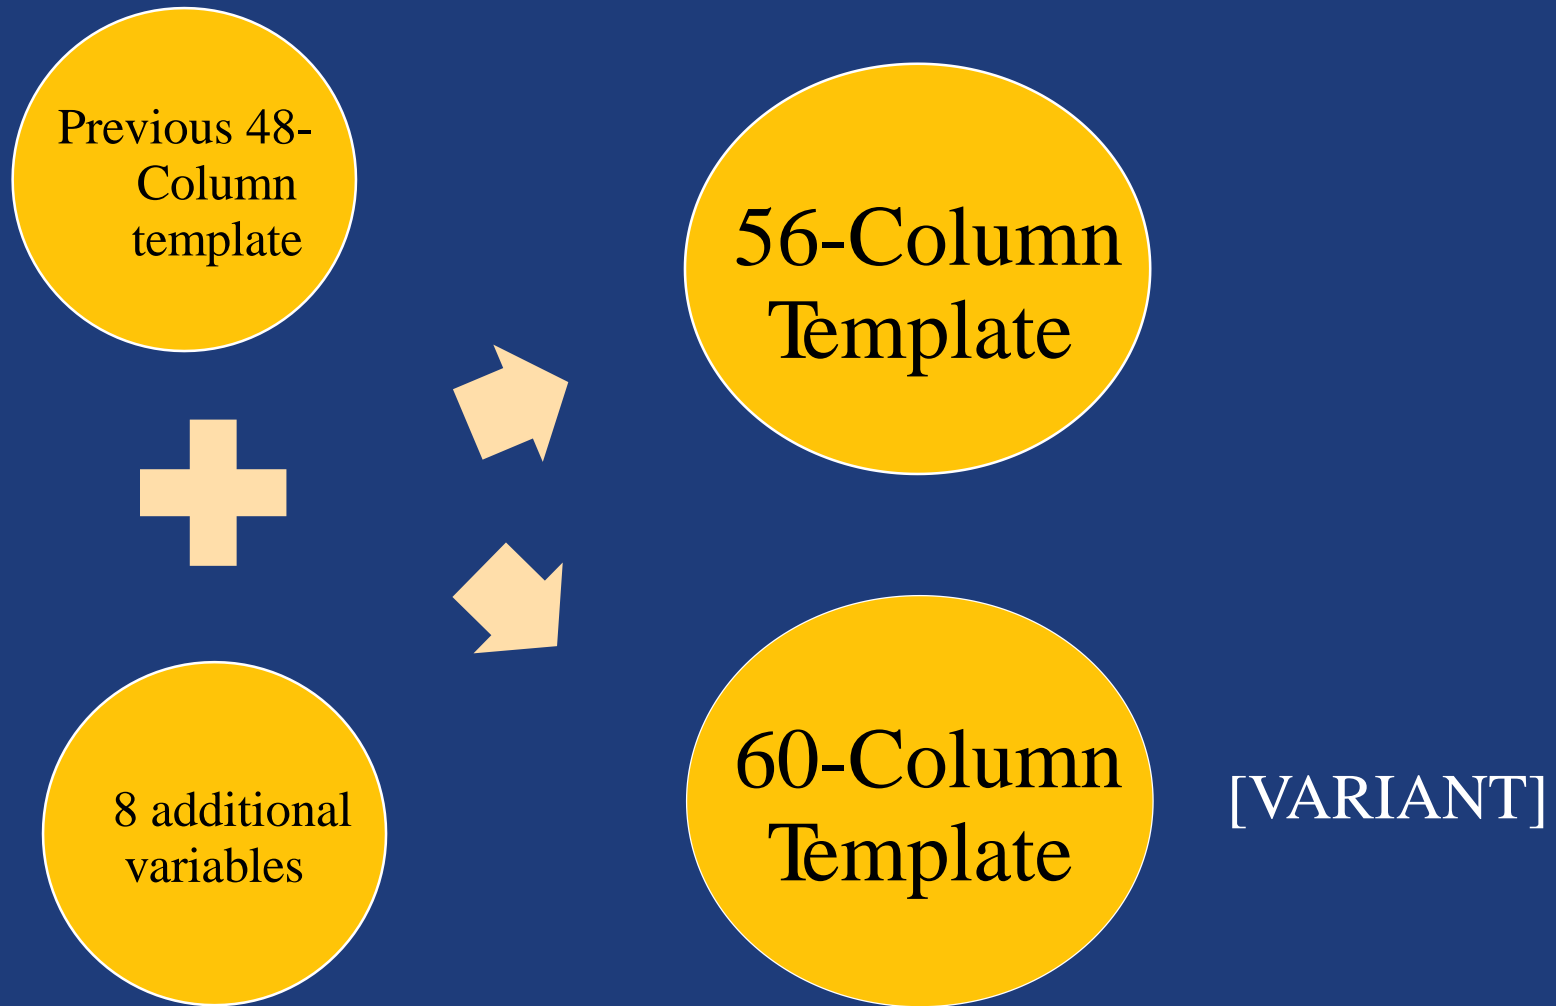 Previous 48-
Column
template
8 additional
variables
56-Column
Template
60-Column
Template
[VARIANT]